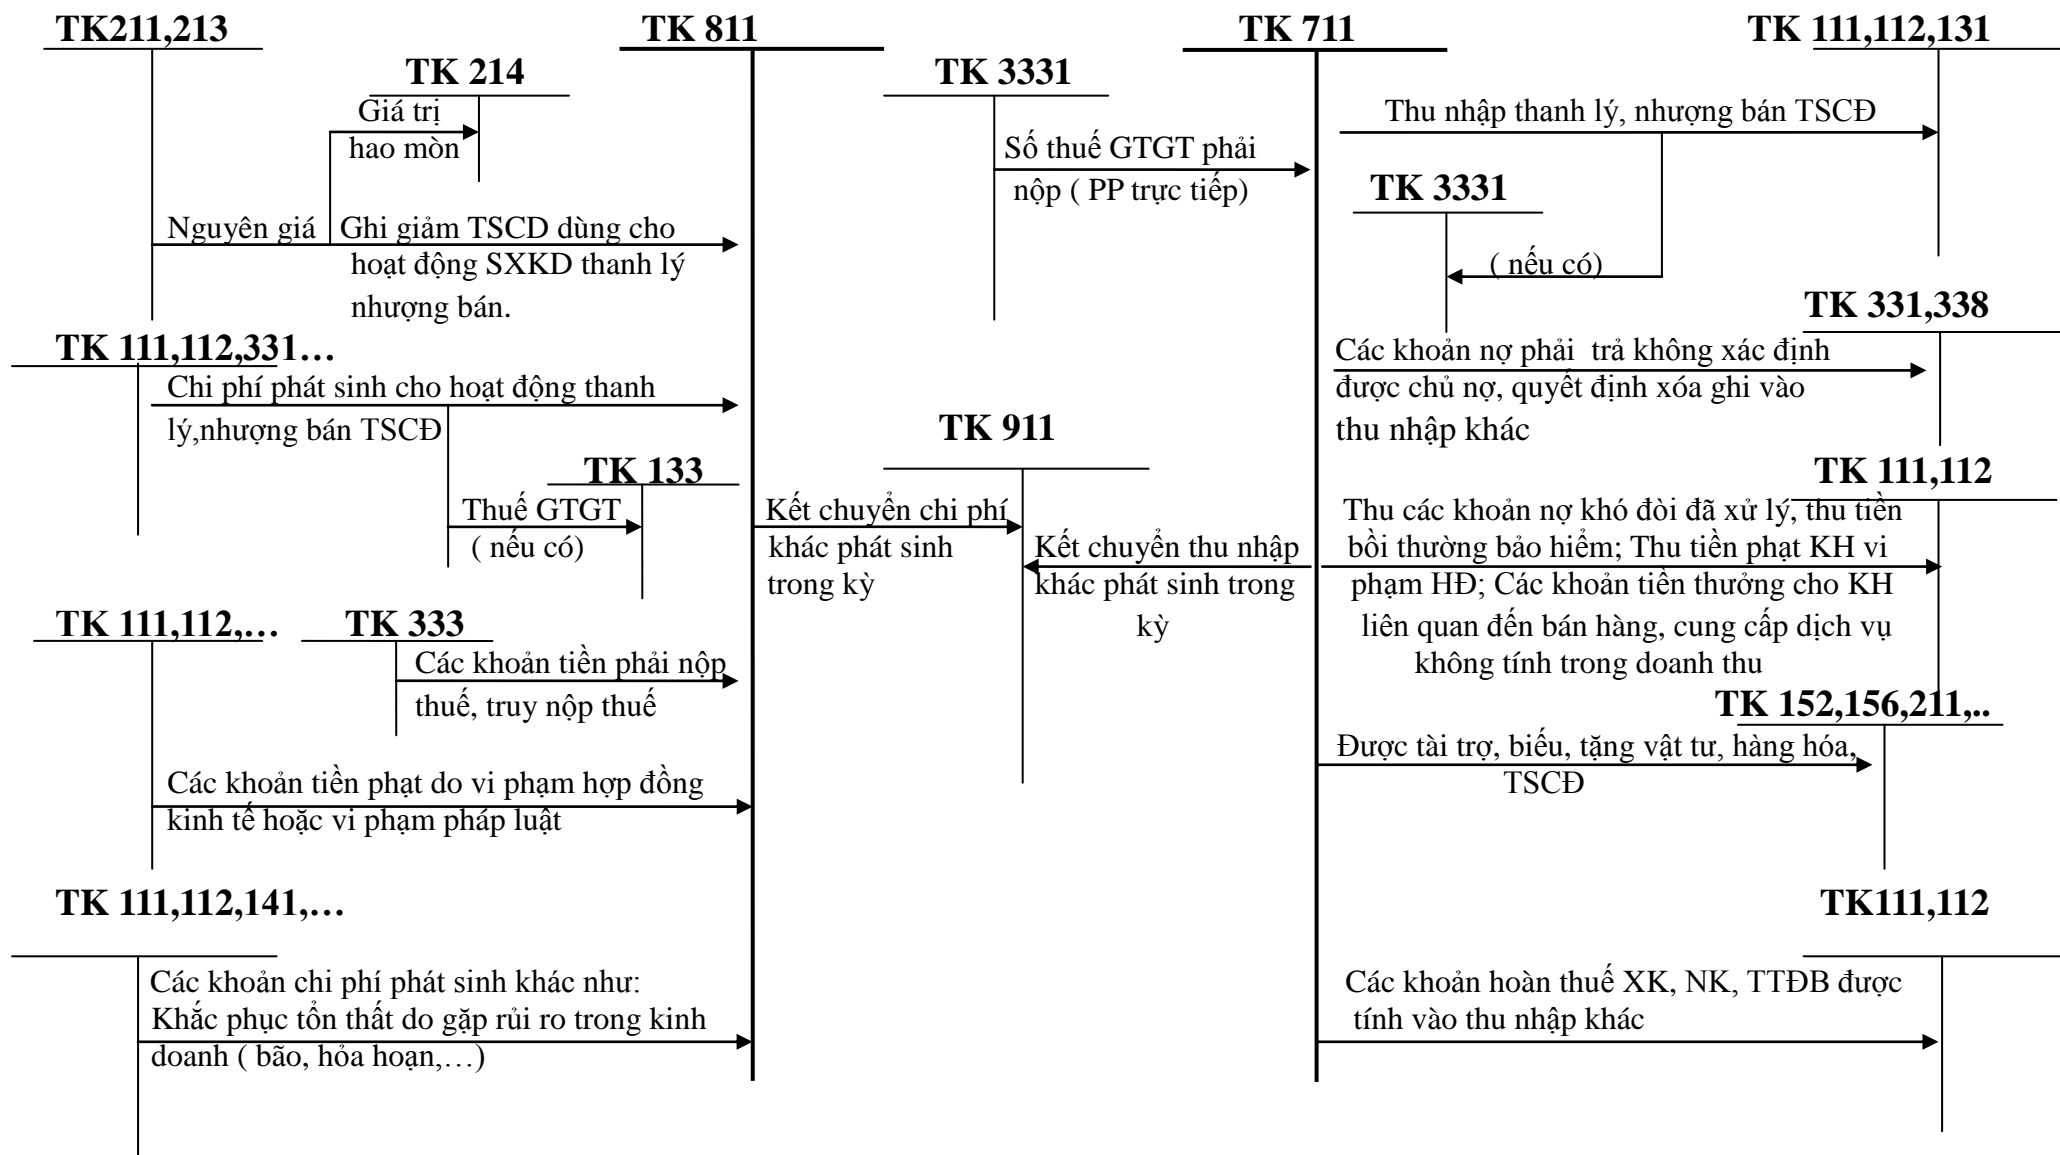 TK211,213
TK 811
TK 711
TK 111,112,131
TK 214
TK 3331
Giá trị
hao mòn
Số thuế GTGT phải
nộp ( PP trực tiếp)
Thu nhập thanh lý, nhượng bán TSCĐ
TK 3331
( nếu có)
Nguyên giá
Ghi giảm TSCD dùng cho
hoạt động SXKD thanh lý
nhượng bán.
TK 331,338
TK 111,112,331…
Chi phí phát sinh cho hoạt động thanh
lý,nhượng bán TSCĐ
Các khoản nợ phải trả không xác định
được chủ nợ, quyết định xóa ghi vào
thu nhập khác
TK 911
TK 133
Thuế GTGT
( nếu có)
TK 111,112
Kết chuyển chi phí
khác phát sinh
trong kỳ
Kết chuyển thu nhập
khác phát sinh trong
kỳ
Thu các khoản nợ khó đòi đã xử lý, thu tiền
bồi thường bảo hiểm; Thu tiền phạt KH vi
phạm HĐ; Các khoản tiền thưởng cho KH
liên quan đến bán hàng, cung cấp dịch vụ
không tính trong doanh thu
TK 111,112,…
TK 333
Các khoản tiền phải nộp
thuế, truy nộp thuế
TK 152,156,211,..
Được tài trợ, biếu, tặng vật tư, hàng hóa,
TSCĐ
Các khoản tiền phạt do vi phạm hợp đồng
kinh tế hoặc vi phạm pháp luật
TK 111,112,141,…
TK111,112
Các khoản chi phí phát sinh khác như:
Khắc phục tổn thất do gặp rủi ro trong kinh
doanh ( bão, hỏa hoạn,…)
Các khoản hoàn thuế XK, NK, TTĐB được
tính vào thu nhập khác